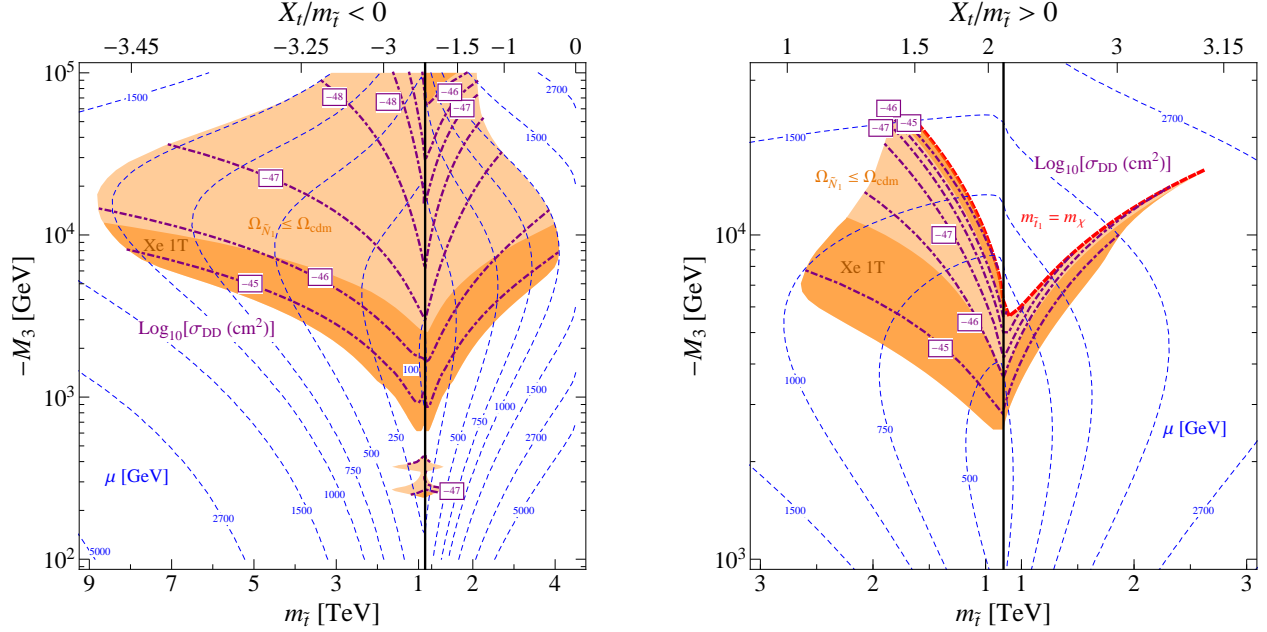 X_t/m_t̃ < 0
−3.45 −3.25 −3 −2 −1.5 −1 0
10^5
10^4
10^3
10^2
−M_3 [GeV]
1500
−48
−48
−46
−47
2700
1500
−47
Ω_Ñ₁ ≤ Ω_cdm
Xe 1T
−46
−45
Log_10[σ_DD (cm²)]
100
μ [GeV]
250
500
750
1000
1500
2700
5000
500
750
1000
1500
2700
5000
−47
9 7 5 3 1 2 4
m_t̃ [TeV]
X_t/m_t̃ > 0
1 1.5 2 3 3.15
10^4
10^3
−M_3 [GeV]
1500
−46
−47
−45
2700
Log_10[σ_DD (cm²)]
Ω_Ñ₁ ≤ Ω_cdm
m_t̃₁ = m_χ
−47
Xe 1T
−46
−45
1000
750
500
1500
μ [GeV]
2700
3 2 1 1 2 3
m_t̃ [TeV]